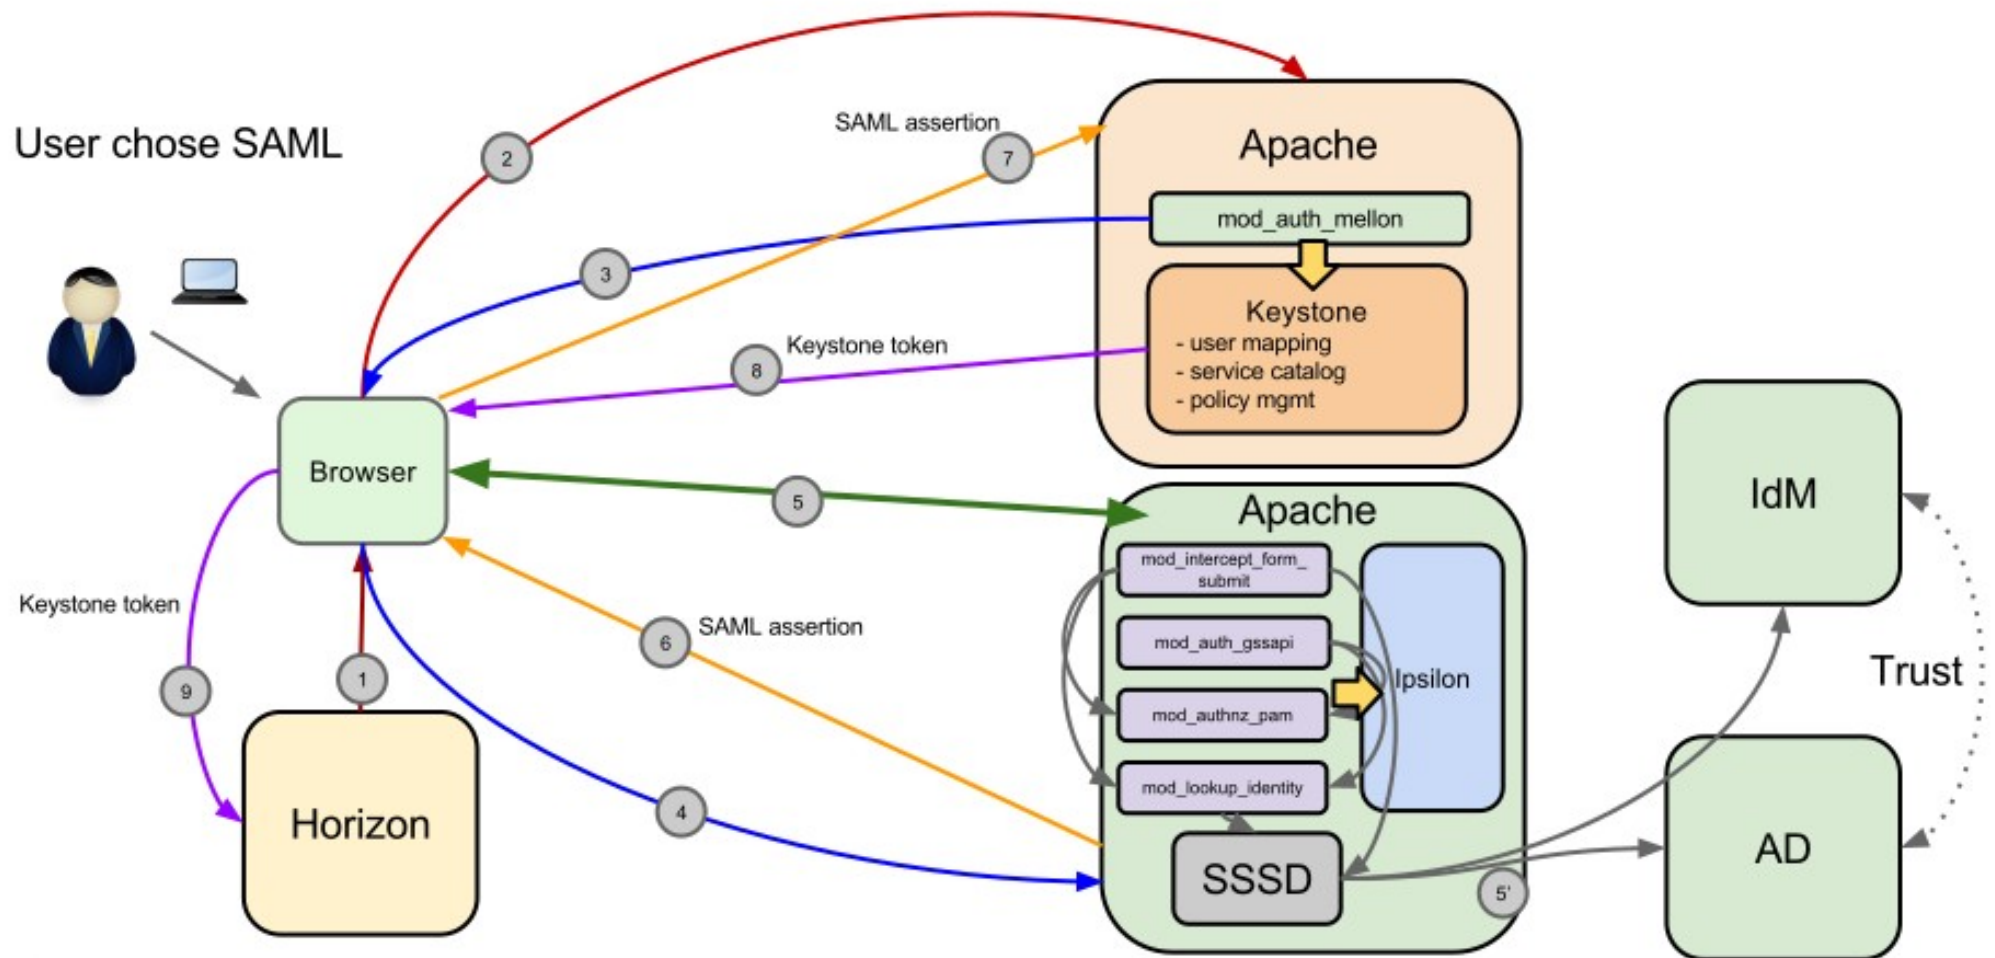 User chose SAML
2
SAML assertion
7
Apache
mod_auth_mellon
3
Keystone
- user mapping
- service catalog
- policy mgmt
Keystone token
8
Browser
5
Apache
mod_intercept_form_
submit
mod_auth_gssapi
mod_authnz_pam
mod_lookup_identity
Ipsilon
SSSD
IdM
Trust
AD
5'
Keystone token
6
SAML assertion
9
1
4
Horizon